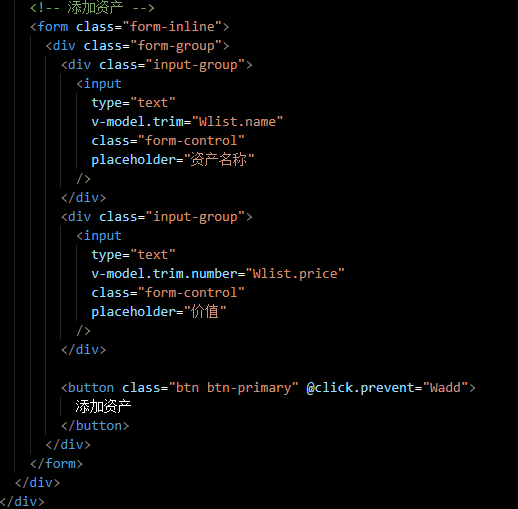 <!-- 添加资产 -->
<form class="form-inline">
<div class="form-group">
<div class="input-group">
<input
type="text"
v-model.trim="Wlist.name"
class="form-control"
placeholder="资产名称"
/>
</div>
<div class="input-group">
<input
type="text"
v-model.trim.number="Wlist.price"
class="form-control"
placeholder="价值"
/>
</div>
<button class="btn btn-primary" @click.prevent="Wadd">
添加资产
</button>
</div>
</form>
</div>
</div>